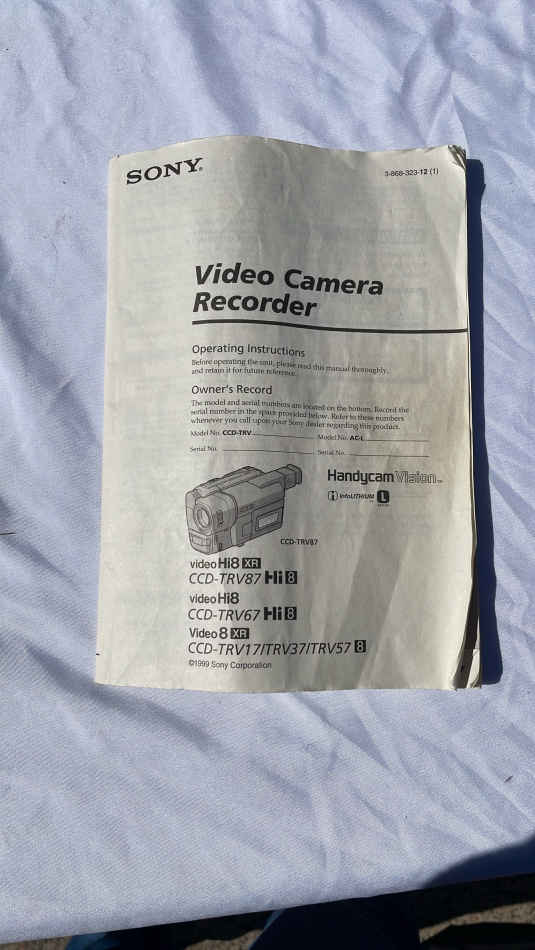 SONY®
3-868-323-12 (1)
Video Camera
Recorder
Operating Instructions
Before operating the unit, please read this manual thoroughly,
and retain it for future reference.
Owner's Record
The model and serial numbers are located on the bottom. Record the
serial number in the space provided below. Refer to these numbers
whenever you call upon your Sony dealer regarding this product.
Model No. CCD-TRV Model No. AC-L
Serial No. Serial No.
Handycam Vision™
InfoLITHIUM L
CCD-TRV87
video Hi8 XR
CCD-TRV87 Hi8
video Hi8
CCD-TRV67 Hi8
Video 8 XR
CCD-TRV17/TRV37/TRV57 8
©1999 Sony Corporation